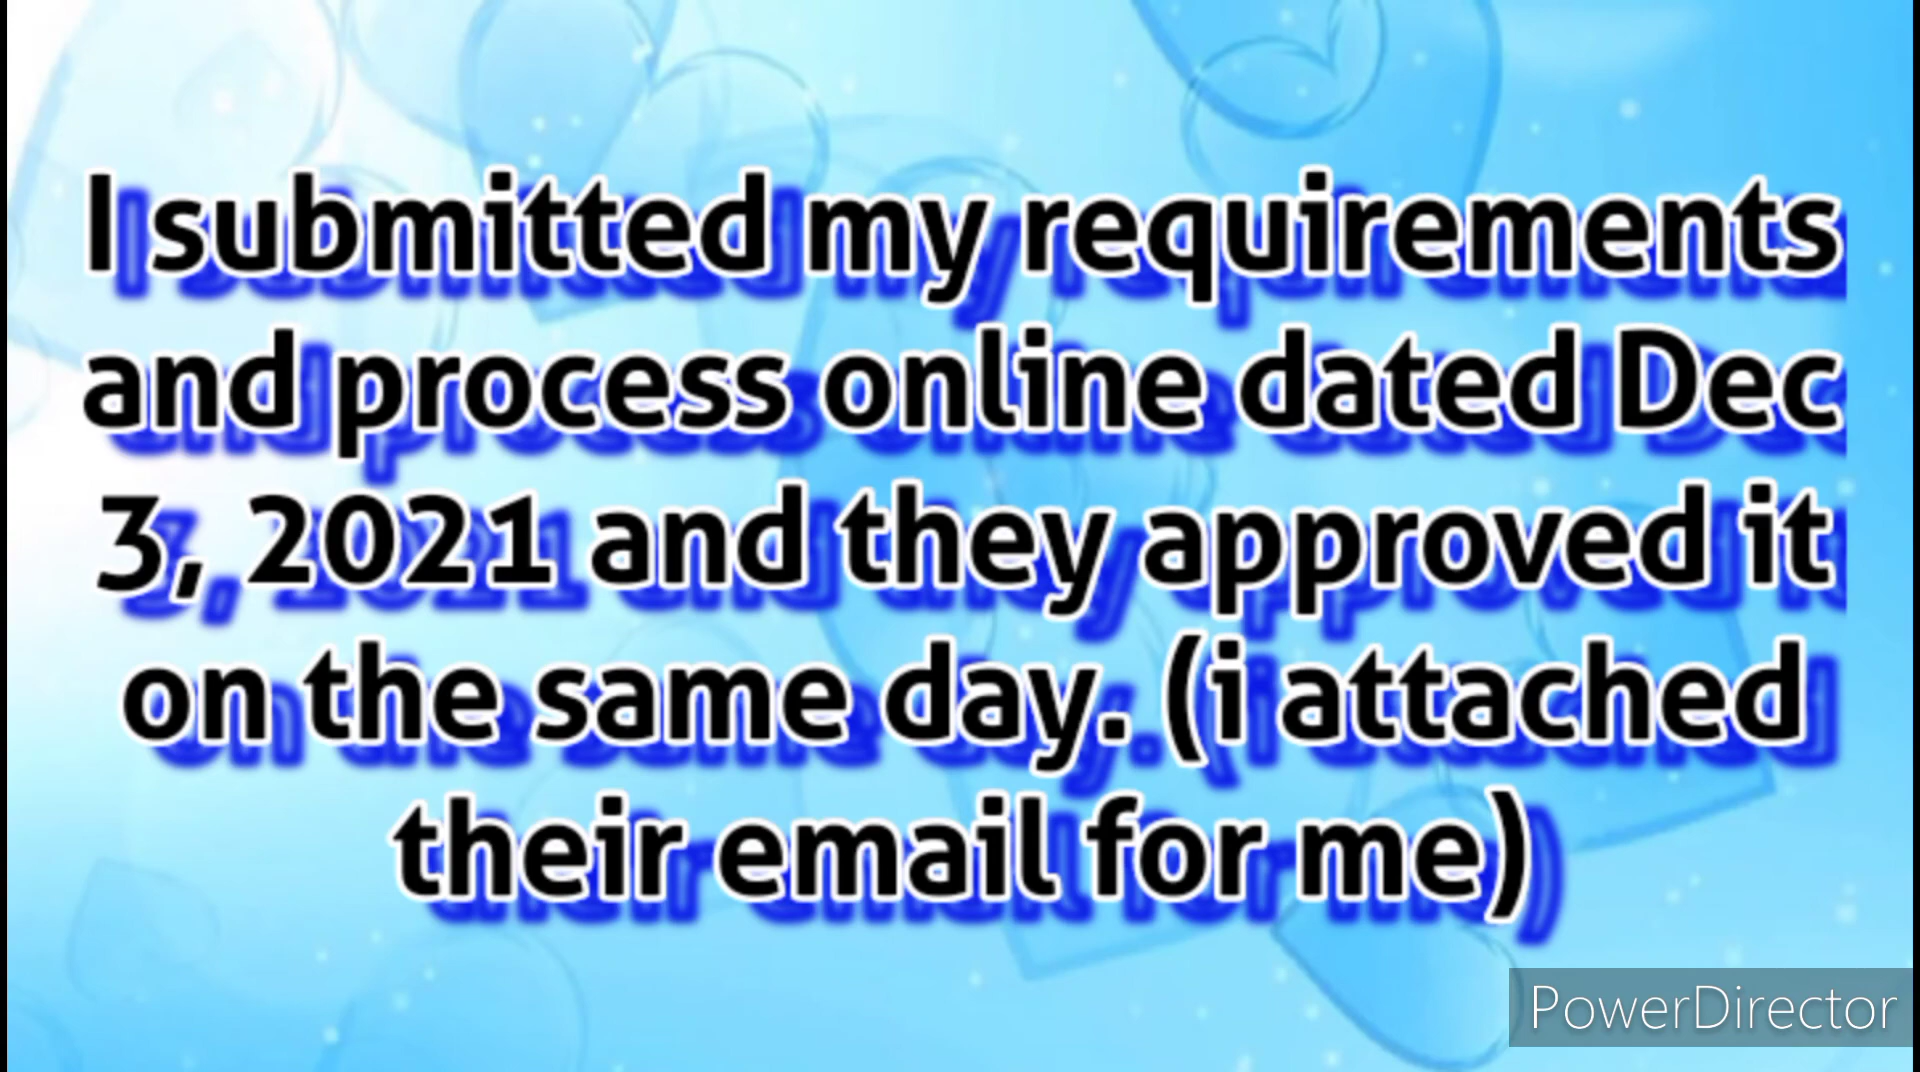 I submitted my requirements
and process online dated Dec
3, 2021 and they approved it
on the same day. (i attached
their email for me)
PowerDirector